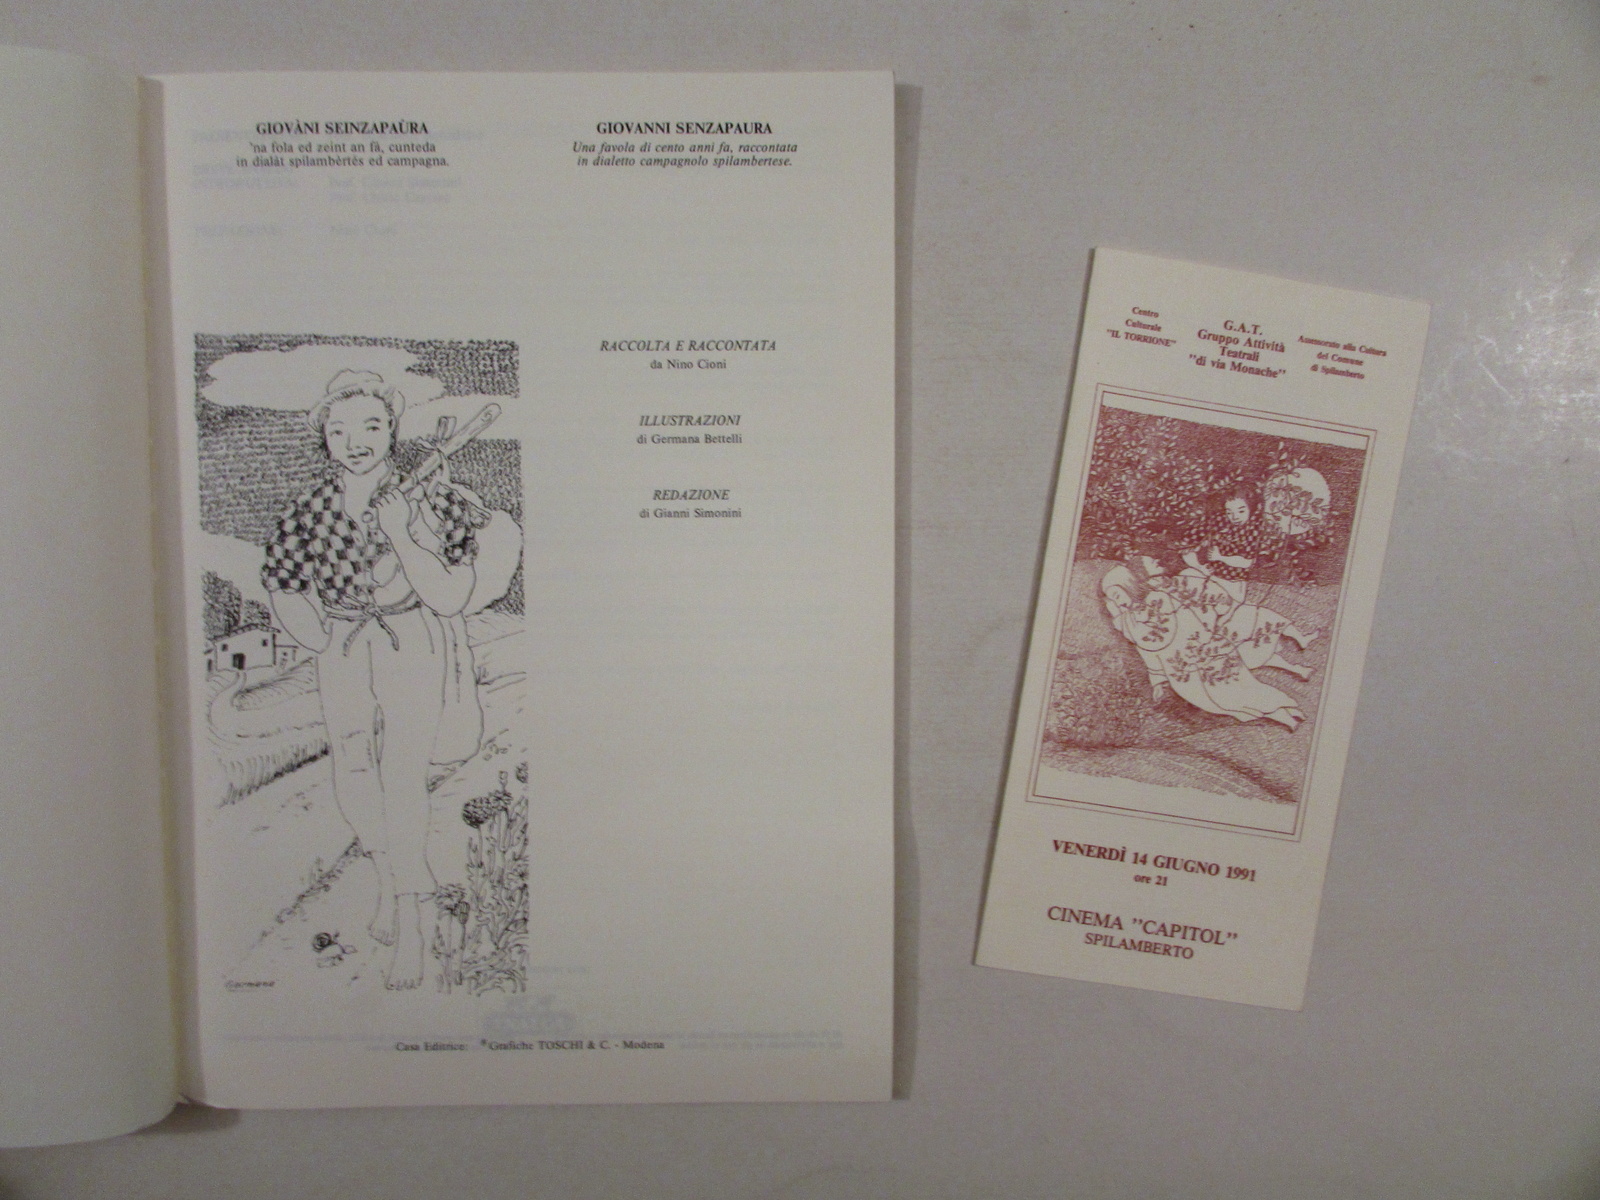 GIOVÀNI SEINZAPAÙRA
'na fola ed zeint an fâ, cunteda
in dialât spilambèrtês ed campagna.
GIOVANNI SENZAPAURA
Una favola di cento anni fa, raccontata
in dialetto campagnolo spilambertese.
RACCOLTA E RACCONTATA
da Nino Cioni
ILLUSTRAZIONI
di Germana Bettelli
REDAZIONE
di Gianni Simonini
Germana
Casa Editrice: ®Grafiche TOSCHI & C. - Modena
Centro
Culturale
"IL TORRIONE"
G.A.T.
Gruppo Attività
Teatrali
"di via Monache"
Assessorato alla Cultura
del Comune
di Spilamberto
VENERDÌ 14 GIUGNO 1991
ore 21
CINEMA "CAPITOL"
SPILAMBERTO